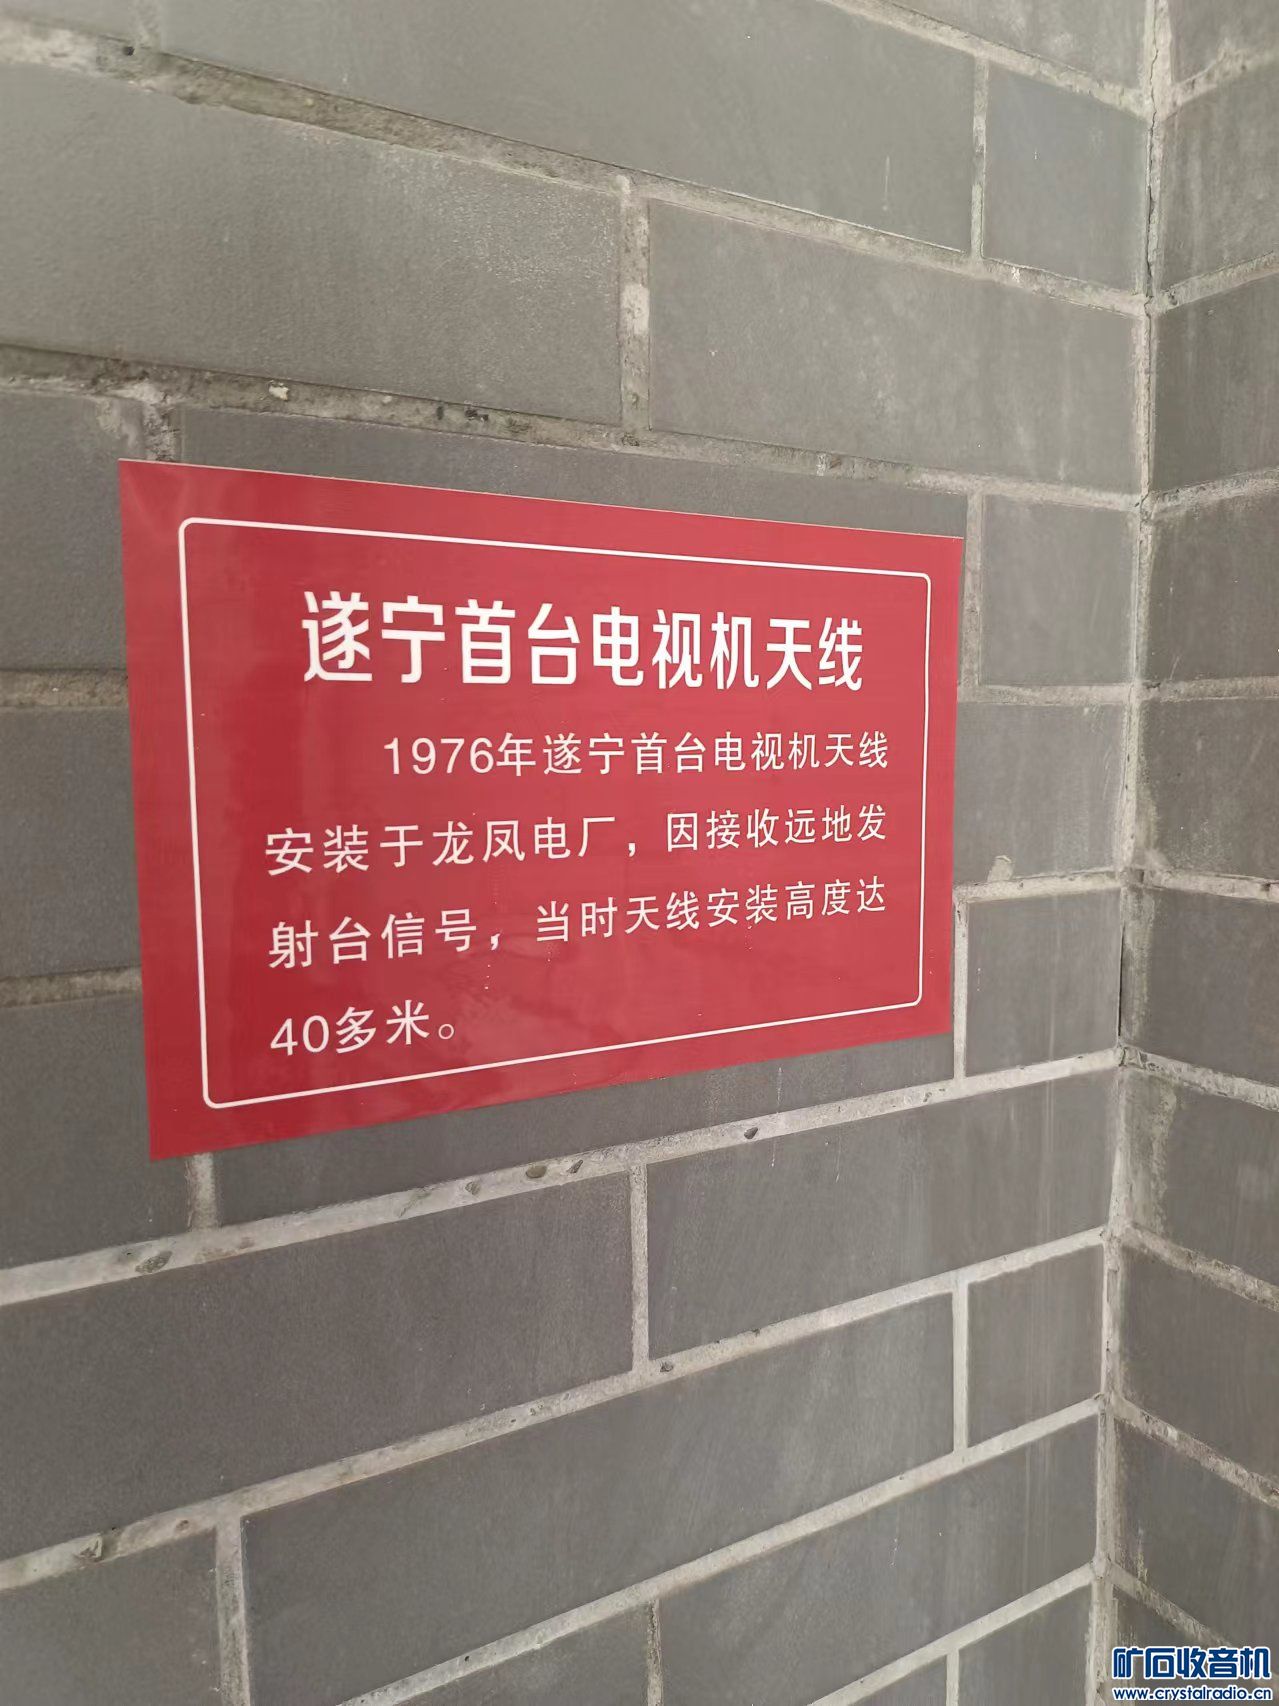 遂宁首台电视机天线
1976年遂宁首台电视机天线
安装于龙凤电厂，因接收远地发
射台信号，当时天线安装高度达
40多米。
矿石收音机
www.crystalradio.cn